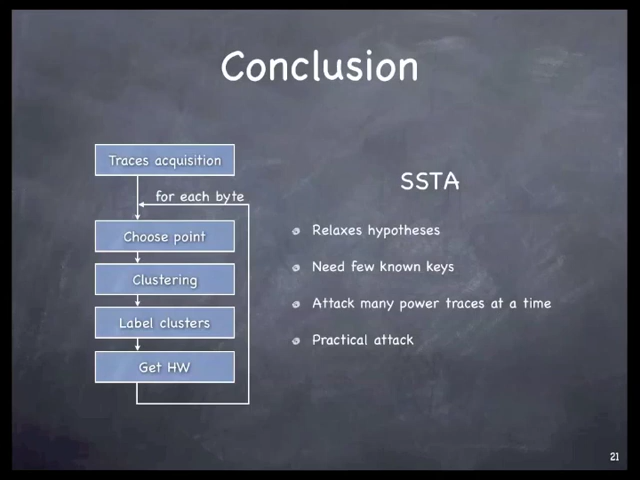 Conclusion
Traces acquisition
for each byte
Choose point
Clustering
Label clusters
Get HW
SSTA
Relaxes hypotheses
Need few known keys
Attack many power traces at a time
Practical attack
21